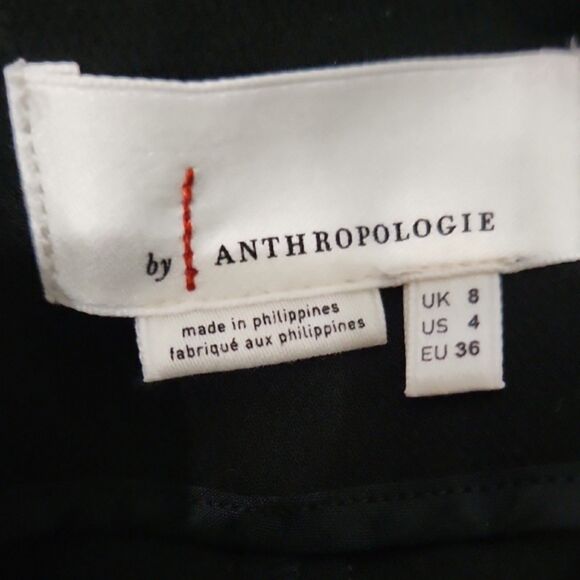 by ANTHROPOLOGIE
made in philippines
fabriqué aux philippines
UK 8
US 4
EU 36